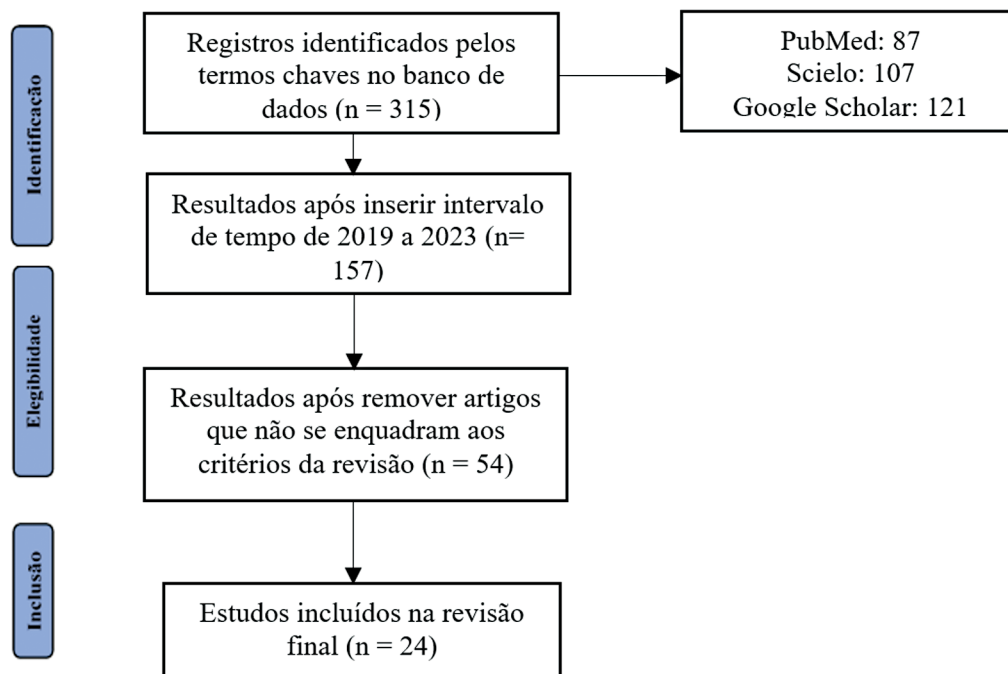 Identificação
Registros identificados pelos
termos chaves no banco de
dados (n = 315)
PubMed: 87
Scielo: 107
Google Scholar: 121
Resultados após inserir intervalo
de tempo de 2019 a 2023 (n=
157)
Elegibilidade
Resultados após remover artigos
que não se enquadram aos
critérios da revisão (n = 54)
Inclusão
Estudos incluídos na revisão
final (n = 24)